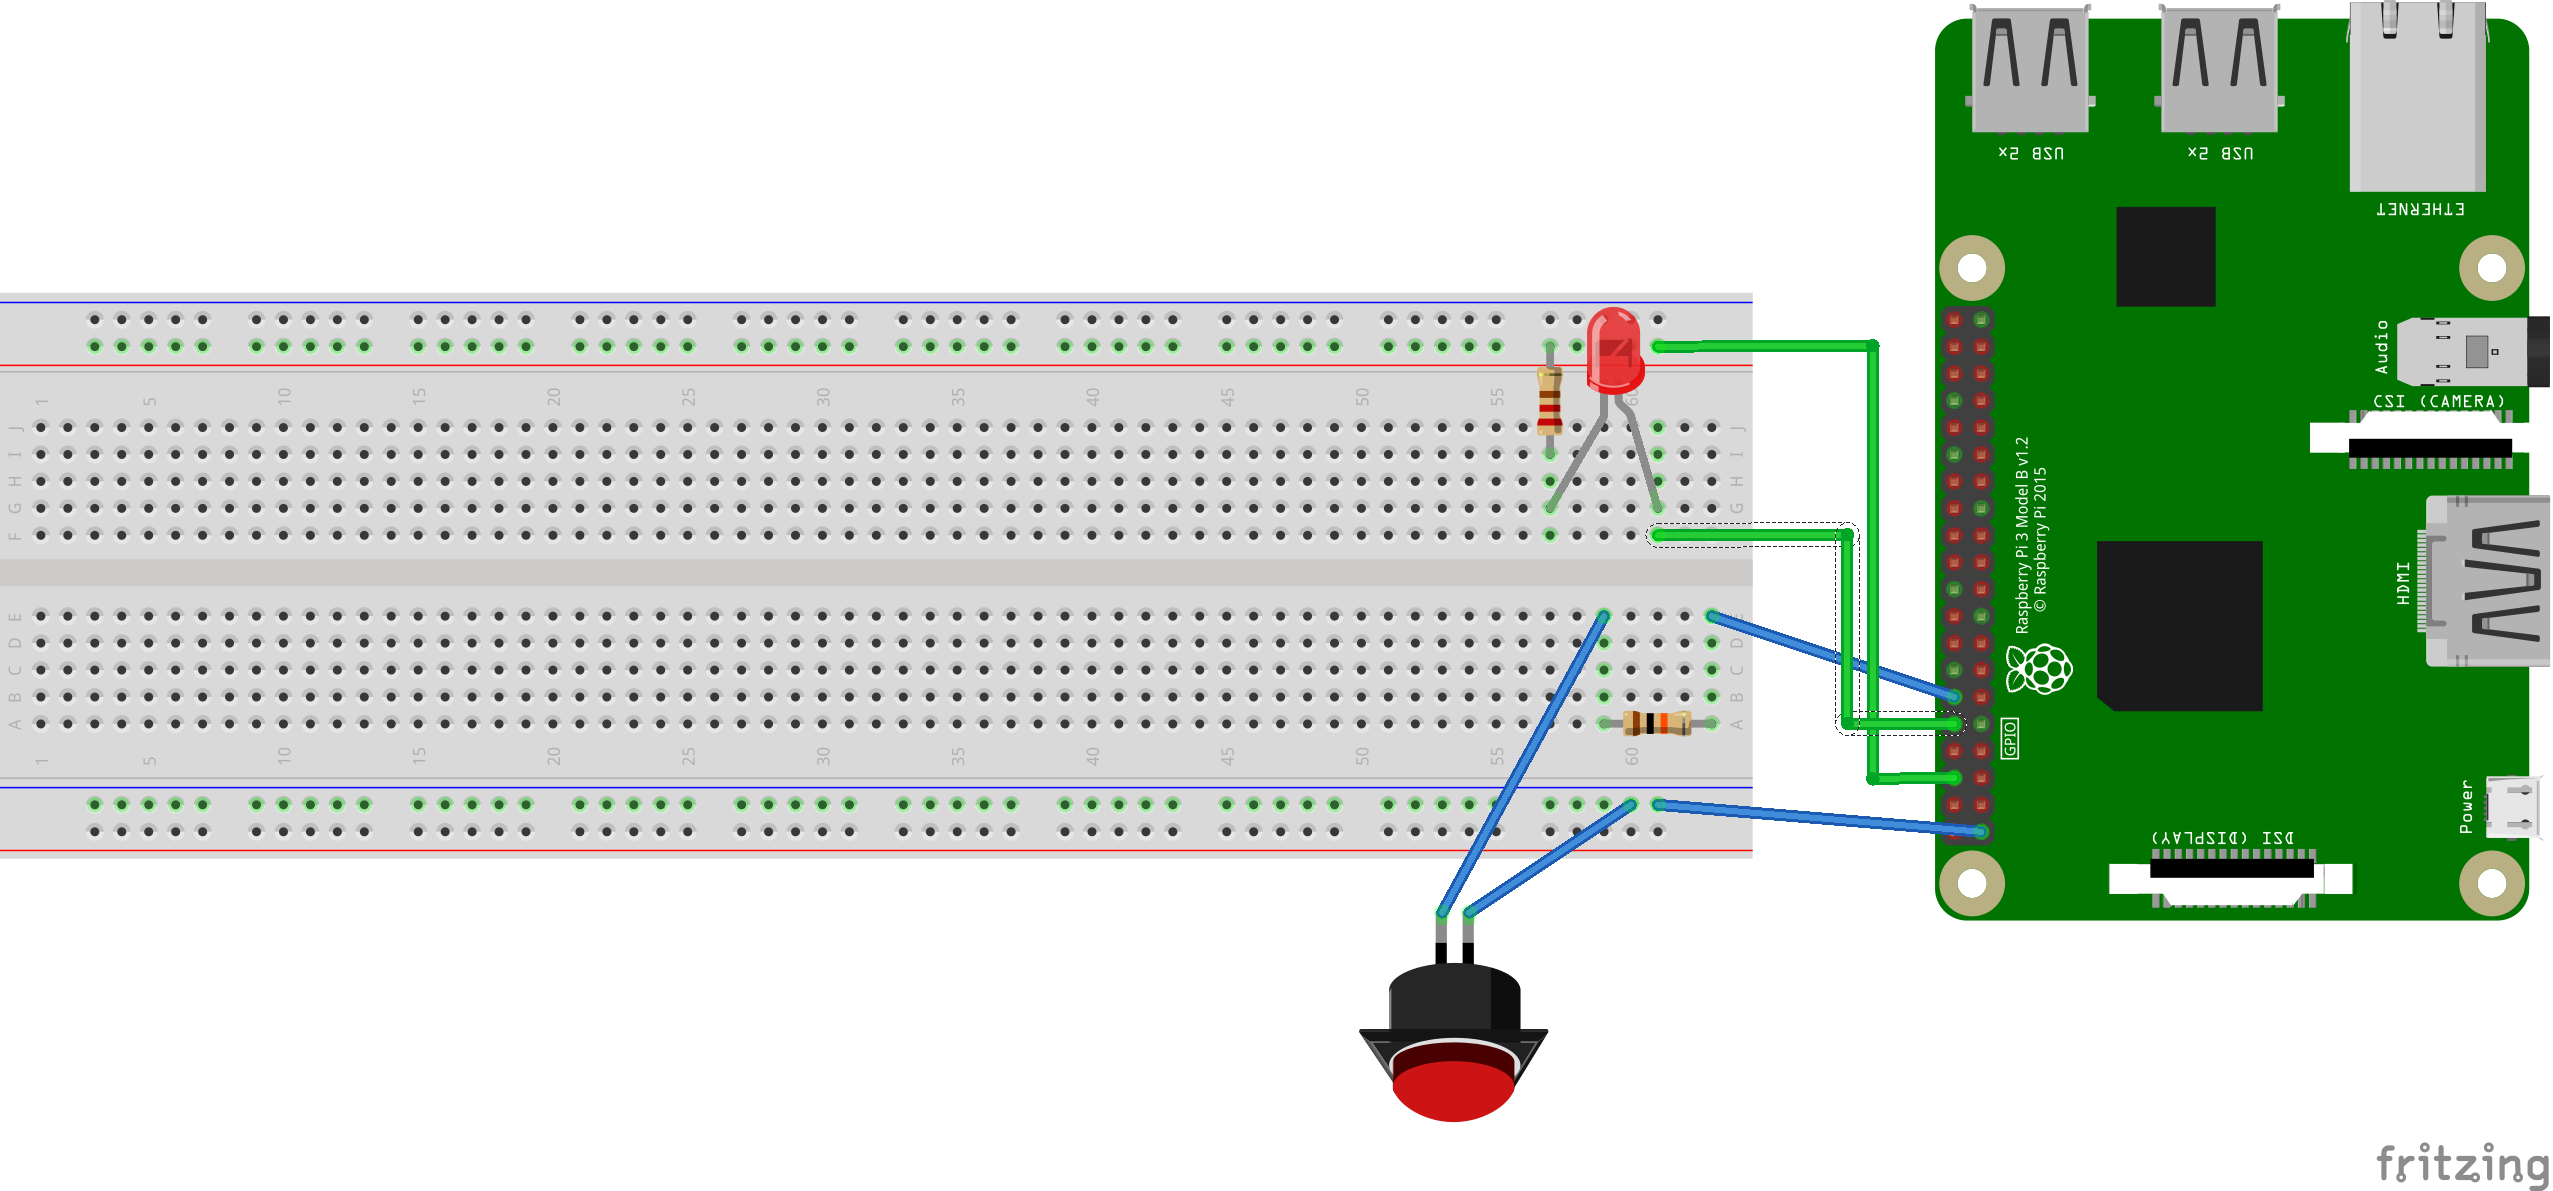 USB 2x
USB 2x
ETHERNET
Audio
CSI (CAMERA)
Raspberry Pi 3 Model B v1.2
© Raspberry Pi 2015
HDMI
GPIO
Power
DSI (DISPLAY)
1 5 10 15 20 25 30 35 40 45 50 55 60
J J
I I
H H
G G
F F
E E
D D
C C
B B
A A
1 5 10 15 20 25 30 35 40 45 50 55 60
fritzing